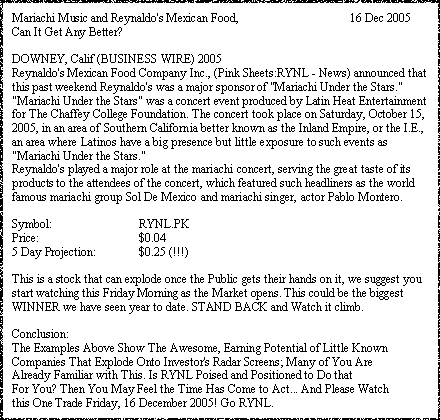 Mariachi Music and Reynaldo's Mexican Food, 16 Dec 2005
Can It Get Any Better?
DOWNEY, Calif (BUSINESS WIRE) 2005
Reynaldo's Mexican Food Company Inc., (Pink Sheets:RYNL - News) announced that
this past weekend Reynaldo's was a major sponsor of "Mariachi Under the Stars."
"Mariachi Under the Stars" was a concert event produced by Latin Heat Entertainment
for The Chaffey College Foundation. The concert took place on Saturday, October 15,
2005, in an area of Southern California better known as the Inland Empire, or the I.E.,
an area where Latinos have a big presence but little exposure to such events as
"Mariachi Under the Stars."
Reynaldo's played a major role at the mariachi concert, serving the great taste of its
products to the attendees of the concert, which featured such headliners as the world
famous mariachi group Sol De Mexico and mariachi singer, actor Pablo Montero.
Symbol: RYNL.PK
Price: $0.04
5 Day Projection: $0.25 (!!!)
This is a stock that can explode once the Public gets their hands on it, we suggest you
start watching this Friday Morning as the Market opens. This could be the biggest
WINNER we have seen year to date. STAND BACK and Watch it climb.
Conclusion:
The Examples Above Show The Awesome, Earning Potential of Little Known
Companies That Explode Onto Investor's Radar Screens; Many of You Are
Already Familiar with This. Is RYNL Poised and Positioned to Do that
For You? Then You May Feel the Time Has Come to Act... And Please Watch
this One Trade Friday, 16 December 2005! Go RYNL.